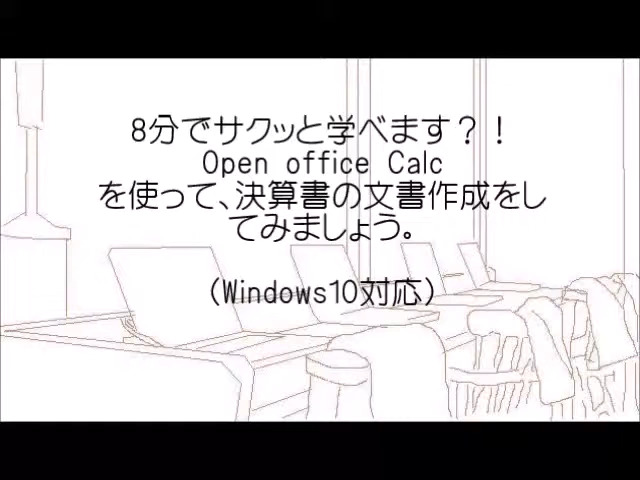 8分でサクッと学べます？！
Open office Calc
を使って、決算書の文書作成をし
てみましょう。
(Windows10対応)